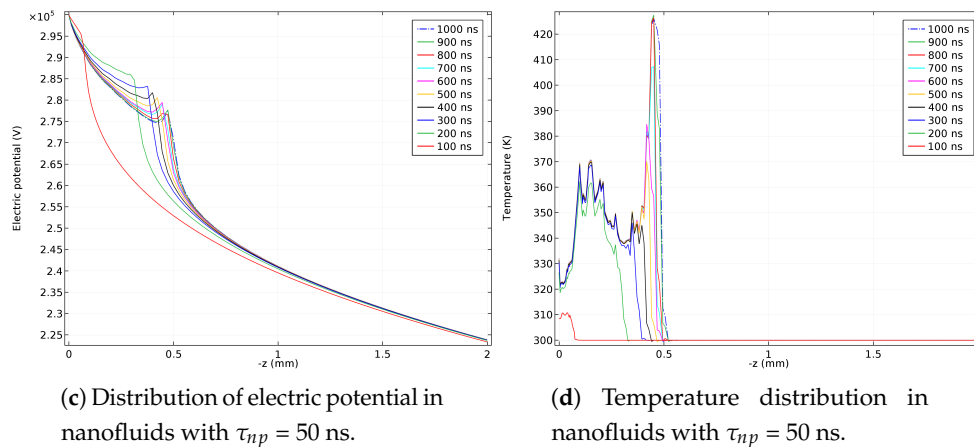 ×10⁵
2.95
2.9
2.85
2.8
2.75
2.7
2.65
2.6
2.55
2.5
2.45
2.4
2.35
2.3
2.25
Electric potential (V)
0
0.5
1
1.5
2
-z (mm)
1000 ns
900 ns
800 ns
700 ns
600 ns
500 ns
400 ns
300 ns
200 ns
100 ns
(c) Distribution of electric potential in
nanofluids with τnp = 50 ns.
420
410
400
390
380
370
360
350
340
330
320
310
300
Temperature (K)
0
0.5
1
1.5
-z (mm)
1000 ns
900 ns
800 ns
700 ns
600 ns
500 ns
400 ns
300 ns
200 ns
100 ns
(d) Temperature distribution in
nanofluids with τnp = 50 ns.